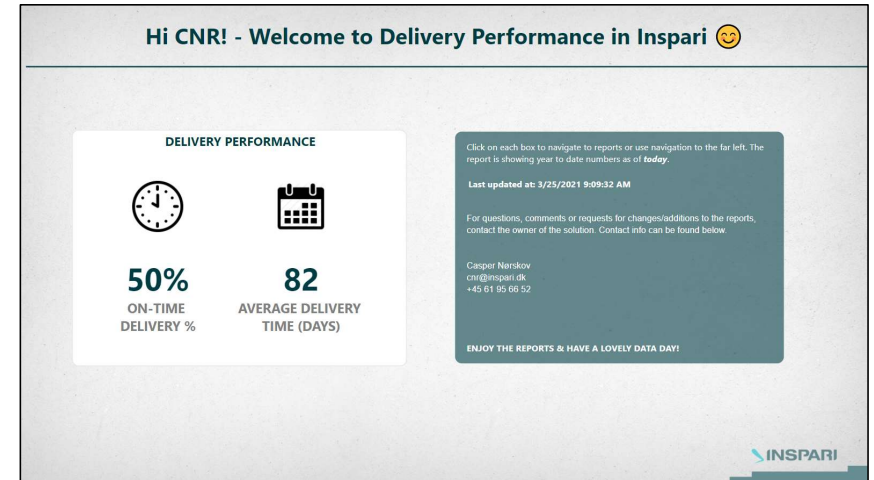 Hi CNR! - Welcome to Delivery Performance in Inspari 😊
DELIVERY PERFORMANCE
50%
ON-TIME
DELIVERY %
82
AVERAGE DELIVERY
TIME (DAYS)
Click on each box to navigate to reports or use navigation to the far left. The
report is showing year to date numbers as of today.
Last updated at: 3/25/2021 9:09:32 AM
For questions, comments or requests for changes/additions to the reports,
contact the owner of the solution. Contact info can be found below.
Casper Nørskov
cnr@inspari.dk
+45 61 95 66 52
ENJOY THE REPORTS & HAVE A LOVELY DATA DAY!
INSPARI